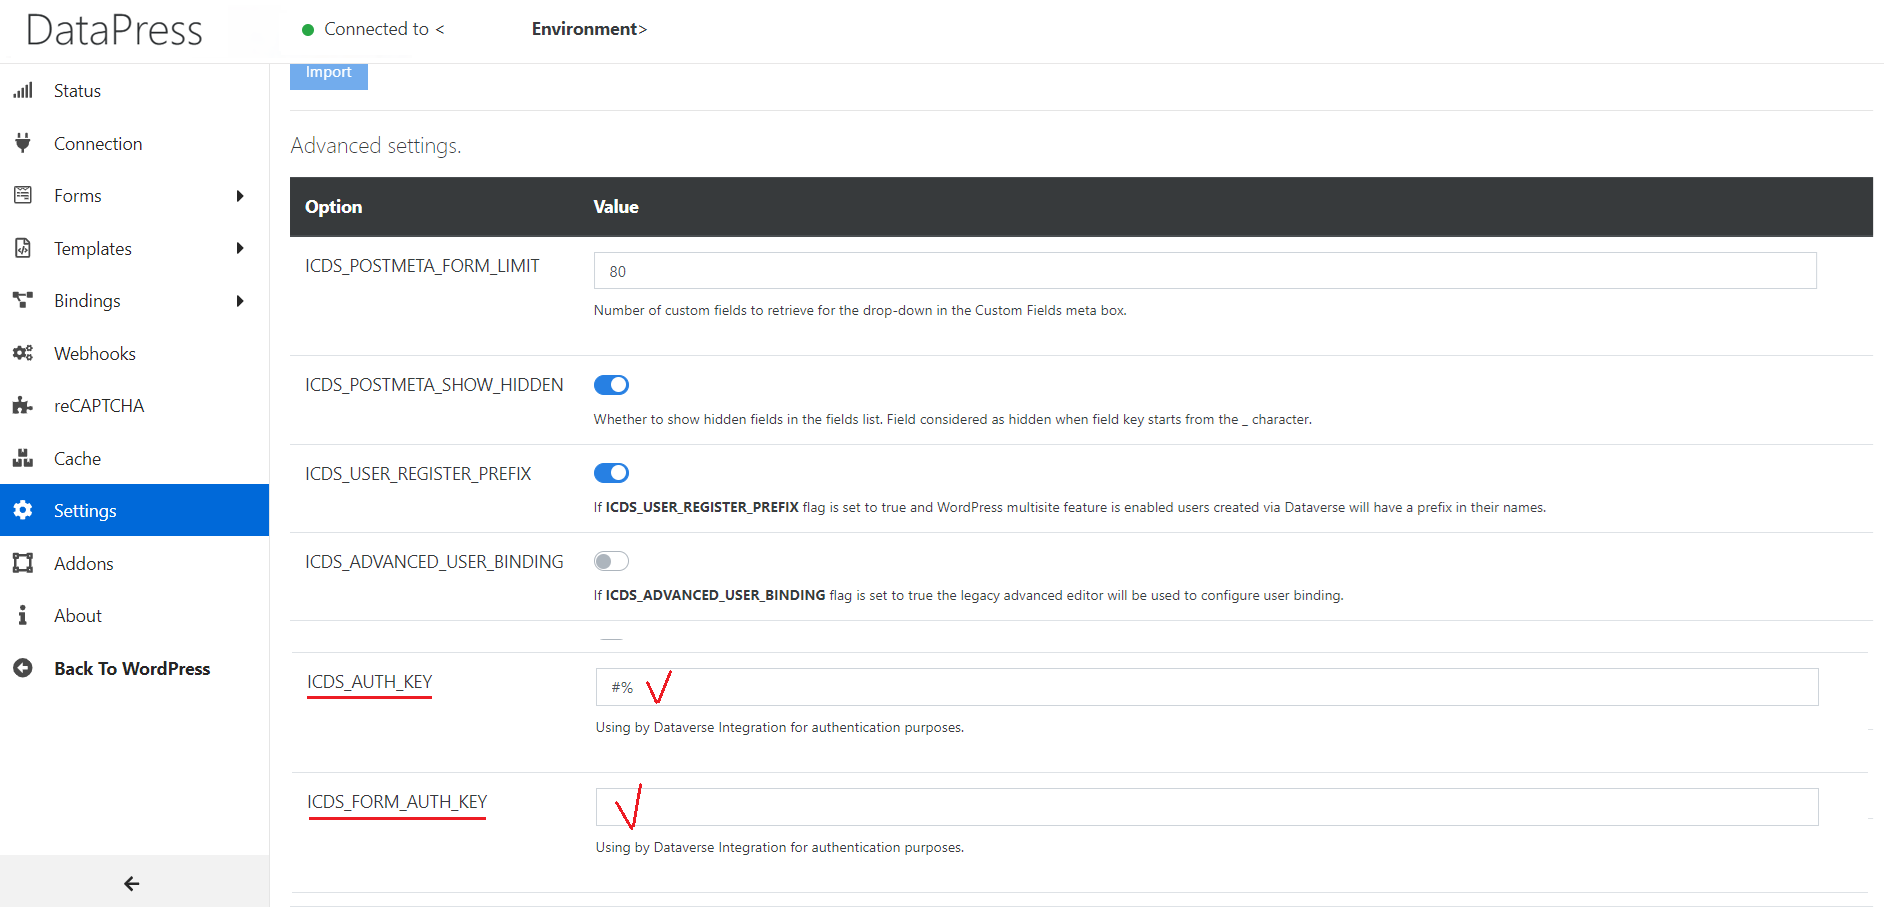 DataPress
Connected to < Environment>
Import
Status
Connection
Forms
Templates
Bindings
Webhooks
reCAPTCHA
Cache
Settings
Addons
About
Back To WordPress
Advanced settings.
Option Value
ICDS_POSTMETA_FORM_LIMIT 80
Number of custom fields to retrieve for the drop-down in the Custom Fields meta box.
ICDS_POSTMETA_SHOW_HIDDEN
Whether to show hidden fields in the fields list. Field considered as hidden when field key starts from the _ character.
ICDS_USER_REGISTER_PREFIX
If ICDS_USER_REGISTER_PREFIX flag is set to true and WordPress multisite feature is enabled users created via Dataverse will have a prefix in their names.
ICDS_ADVANCED_USER_BINDING
If ICDS_ADVANCED_USER_BINDING flag is set to true the legacy advanced editor will be used to configure user binding.
ICDS_AUTH_KEY #%
Using by Dataverse Integration for authentication purposes.
ICDS_FORM_AUTH_KEY
Using by Dataverse Integration for authentication purposes.